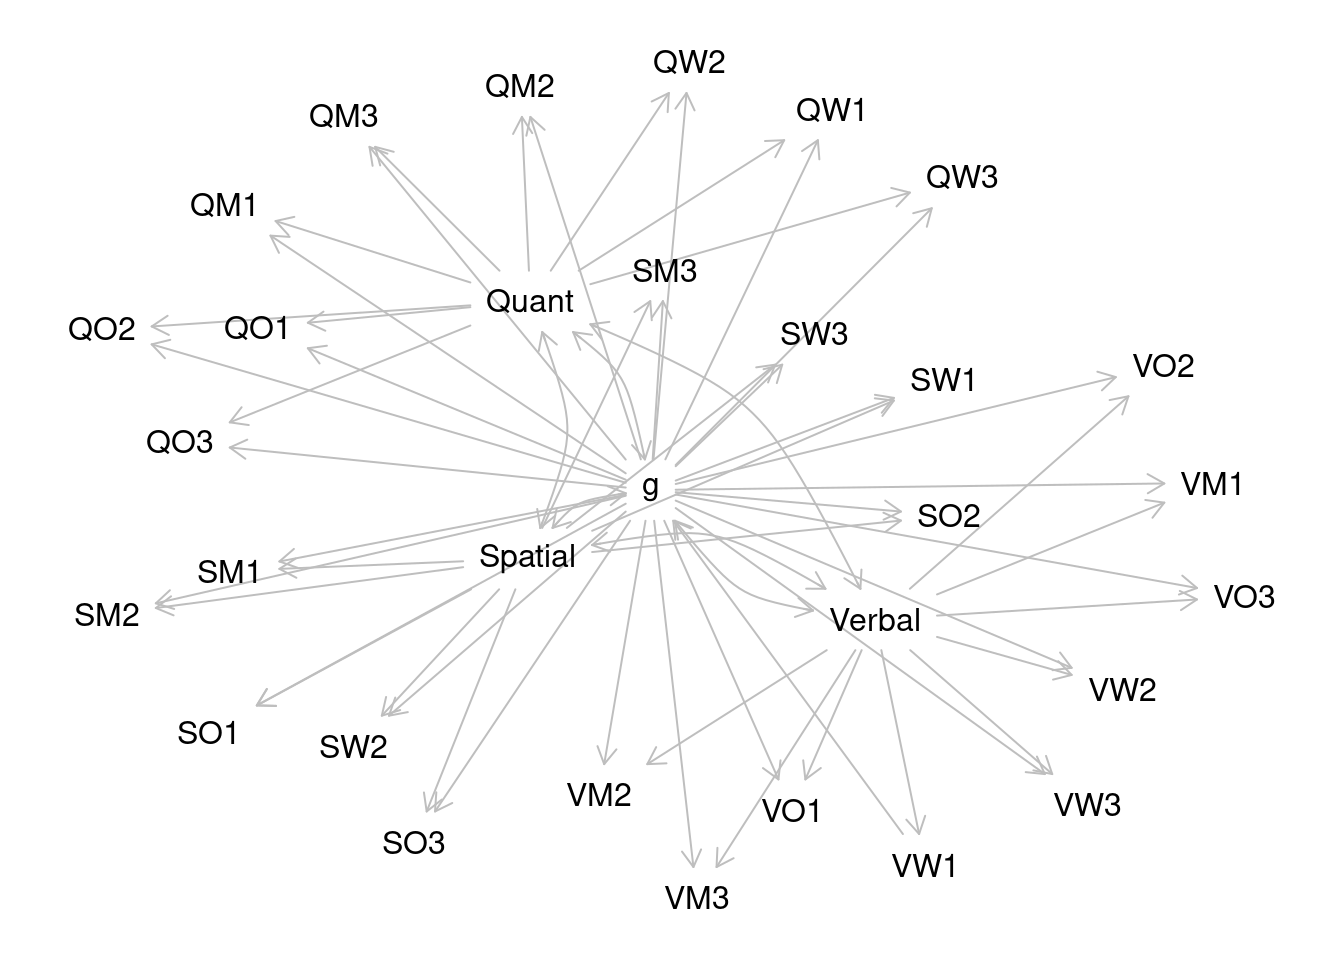 QW2
QM2
QW1
QM3
QW3
QM1
SM3
Quant
QO2
QO1
SW3
VO2
SW1
QO3
g
VM1
SO2
Spatial
SM1
VO3
SM2
Verbal
VW2
SO1
SW2
VM2
VW3
VO1
SO3
VW1
VM3